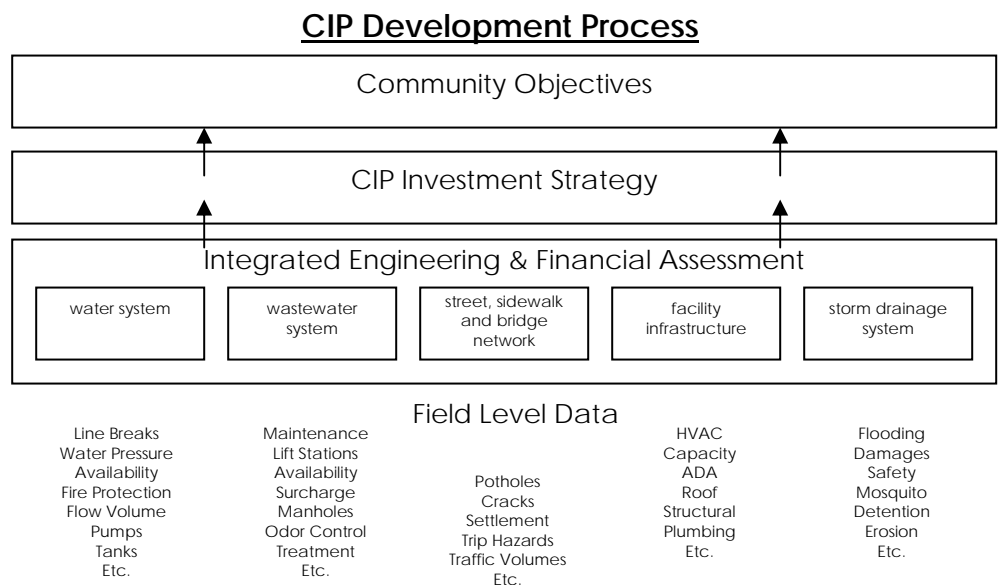 CIP Development Process
Community Objectives
CIP Investment Strategy
Integrated Engineering & Financial Assessment
water system
wastewater
system
street, sidewalk
and bridge
network
facility
infrastructure
storm drainage
system
Field Level Data
Line Breaks
Water Pressure
Availability
Fire Protection
Flow Volume
Pumps
Tanks
Etc.
Maintenance
Lift Stations
Availability
Surcharge
Manholes
Odor Control
Treatment
Etc.
Potholes
Cracks
Settlement
Trip Hazards
Traffic Volumes
Etc.
HVAC
Capacity
ADA
Roof
Structural
Plumbing
Etc.
Flooding
Damages
Safety
Mosquito
Detention
Erosion
Etc.